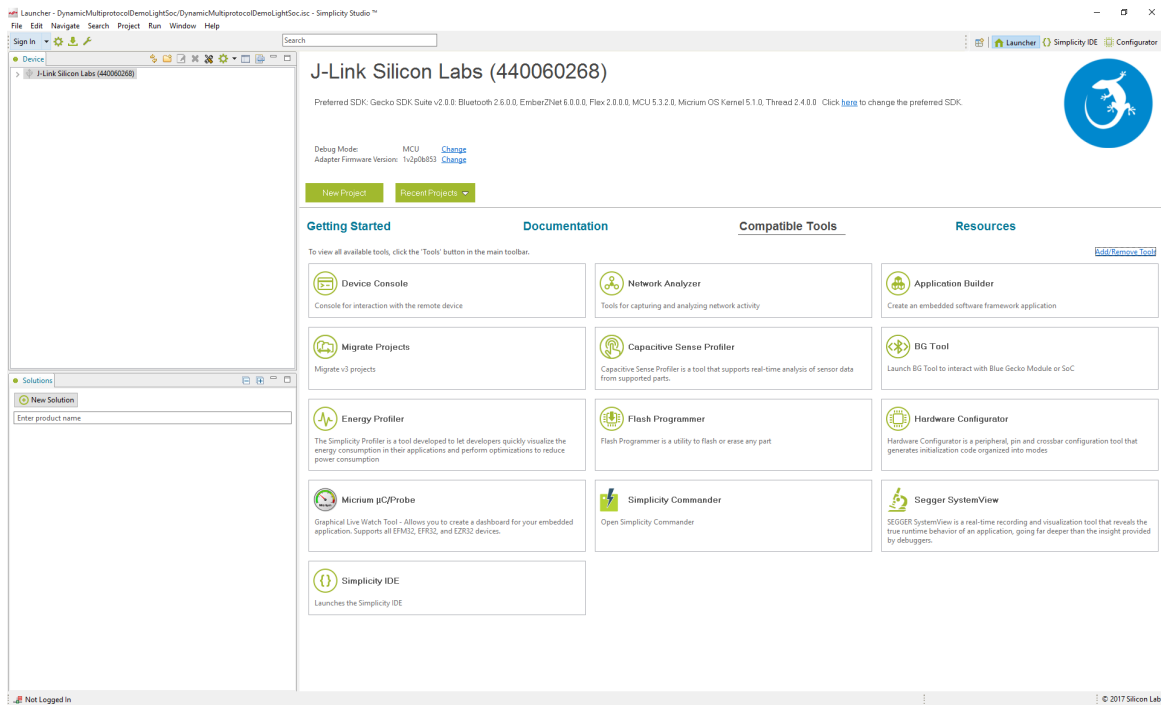 Launcher - DynamicMultiprotocolDemoLightSoc/DynamicMultiprotocolDemoLightSoc.isc - Simplicity Studio ™
File Edit Navigate Search Project Run Window Help
Sign In
Search
Launcher
Simplicity IDE
Configurator
Device
J-Link Silicon Labs (440060268)
J-Link Silicon Labs (440060268)
Preferred SDK: Gecko SDK Suite v2.0.0: Bluetooth 2.6.0.0, EmberZNet 6.0.0.0, Flex 2.0.0.0, MCU 5.3.2.0, Micrium OS Kernel 5.1.0, Thread 2.4.0.0 Click here to change the preferred SDK.
Debug Mode: MCU Change
Adapter Firmware Version: 1v2p0b853 Change
New Project
Recent Projects
Getting Started
Documentation
Compatible Tools
Resources
To view all available tools, click the 'Tools' button in the main toolbar.
Add/Remove Tools
Device Console
Console for interaction with the remote device
Network Analyzer
Tools for capturing and analyzing network activity
Application Builder
Create an embedded software framework application
Migrate Projects
Migrate v3 projects
Capacitive Sense Profiler
Capacitive Sense Profiler is a tool that supports real-time analysis of sensor data
from supported parts.
BG Tool
Launch BG Tool to interact with Blue Gecko Module or SoC
Solutions
New Solution
Enter product name
Energy Profiler
The Simplicity Profiler is a tool developed to let developers quickly visualize the
energy consumption in their applications and perform optimizations to reduce
power consumption
Flash Programmer
Flash Programmer is a utility to flash or erase any part
Hardware Configurator
Hardware Configurator is a peripheral, pin and crossbar configuration tool that
generates initialization code organized into modes
Micrium µC/Probe
Graphical Live Watch Tool - Allows you to create a dashboard for your embedded
application. Supports all EFM32, EFR32, and EZR32 devices.
Simplicity Commander
Open Simplicity Commander
Segger SystemView
SEGGER SystemView is a real-time recording and visualization tool that reveals the
true runtime behavior of an application, going far deeper than the insight provided
by debuggers.
Simplicity IDE
Launches the Simplicity IDE
Not Logged In
© 2017 Silicon Lab